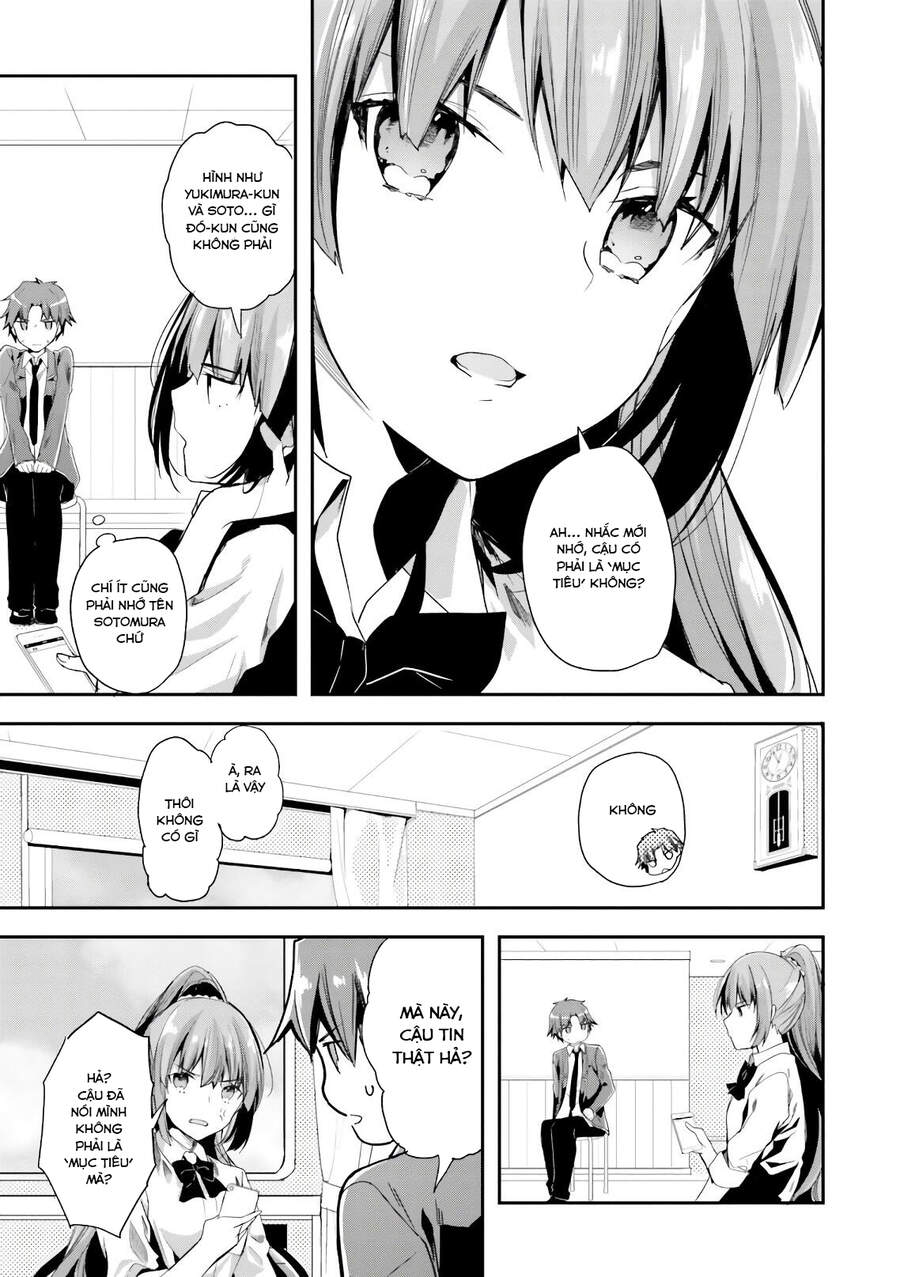 AH... NHẮC MỚI
NHỚ, CẬU CÓ
PHẢI LÀ 'MỤC
TIÊU' KHÔNG?
HÌNH NHƯ
YUKIMURA-KUN
VÀ SOTO... GÌ
ĐÓ-KUN CŨNG
KHÔNG PHẢI
CHÍ ÍT CŨNG
PHẢI NHỚ TÊN
SOTOMURA
CHỨ
KHÔNG
À, RA
LÀ VẬY
THÔI
KHÔNG
CÓ GÌ
MÀ NÀY,
CẬU TIN
THẬT HẢ?
HẢ?
CẬU ĐÃ
NÓI MÌNH
KHÔNG
PHẢI LÀ
'MỤC TIÊU'
MÀ?